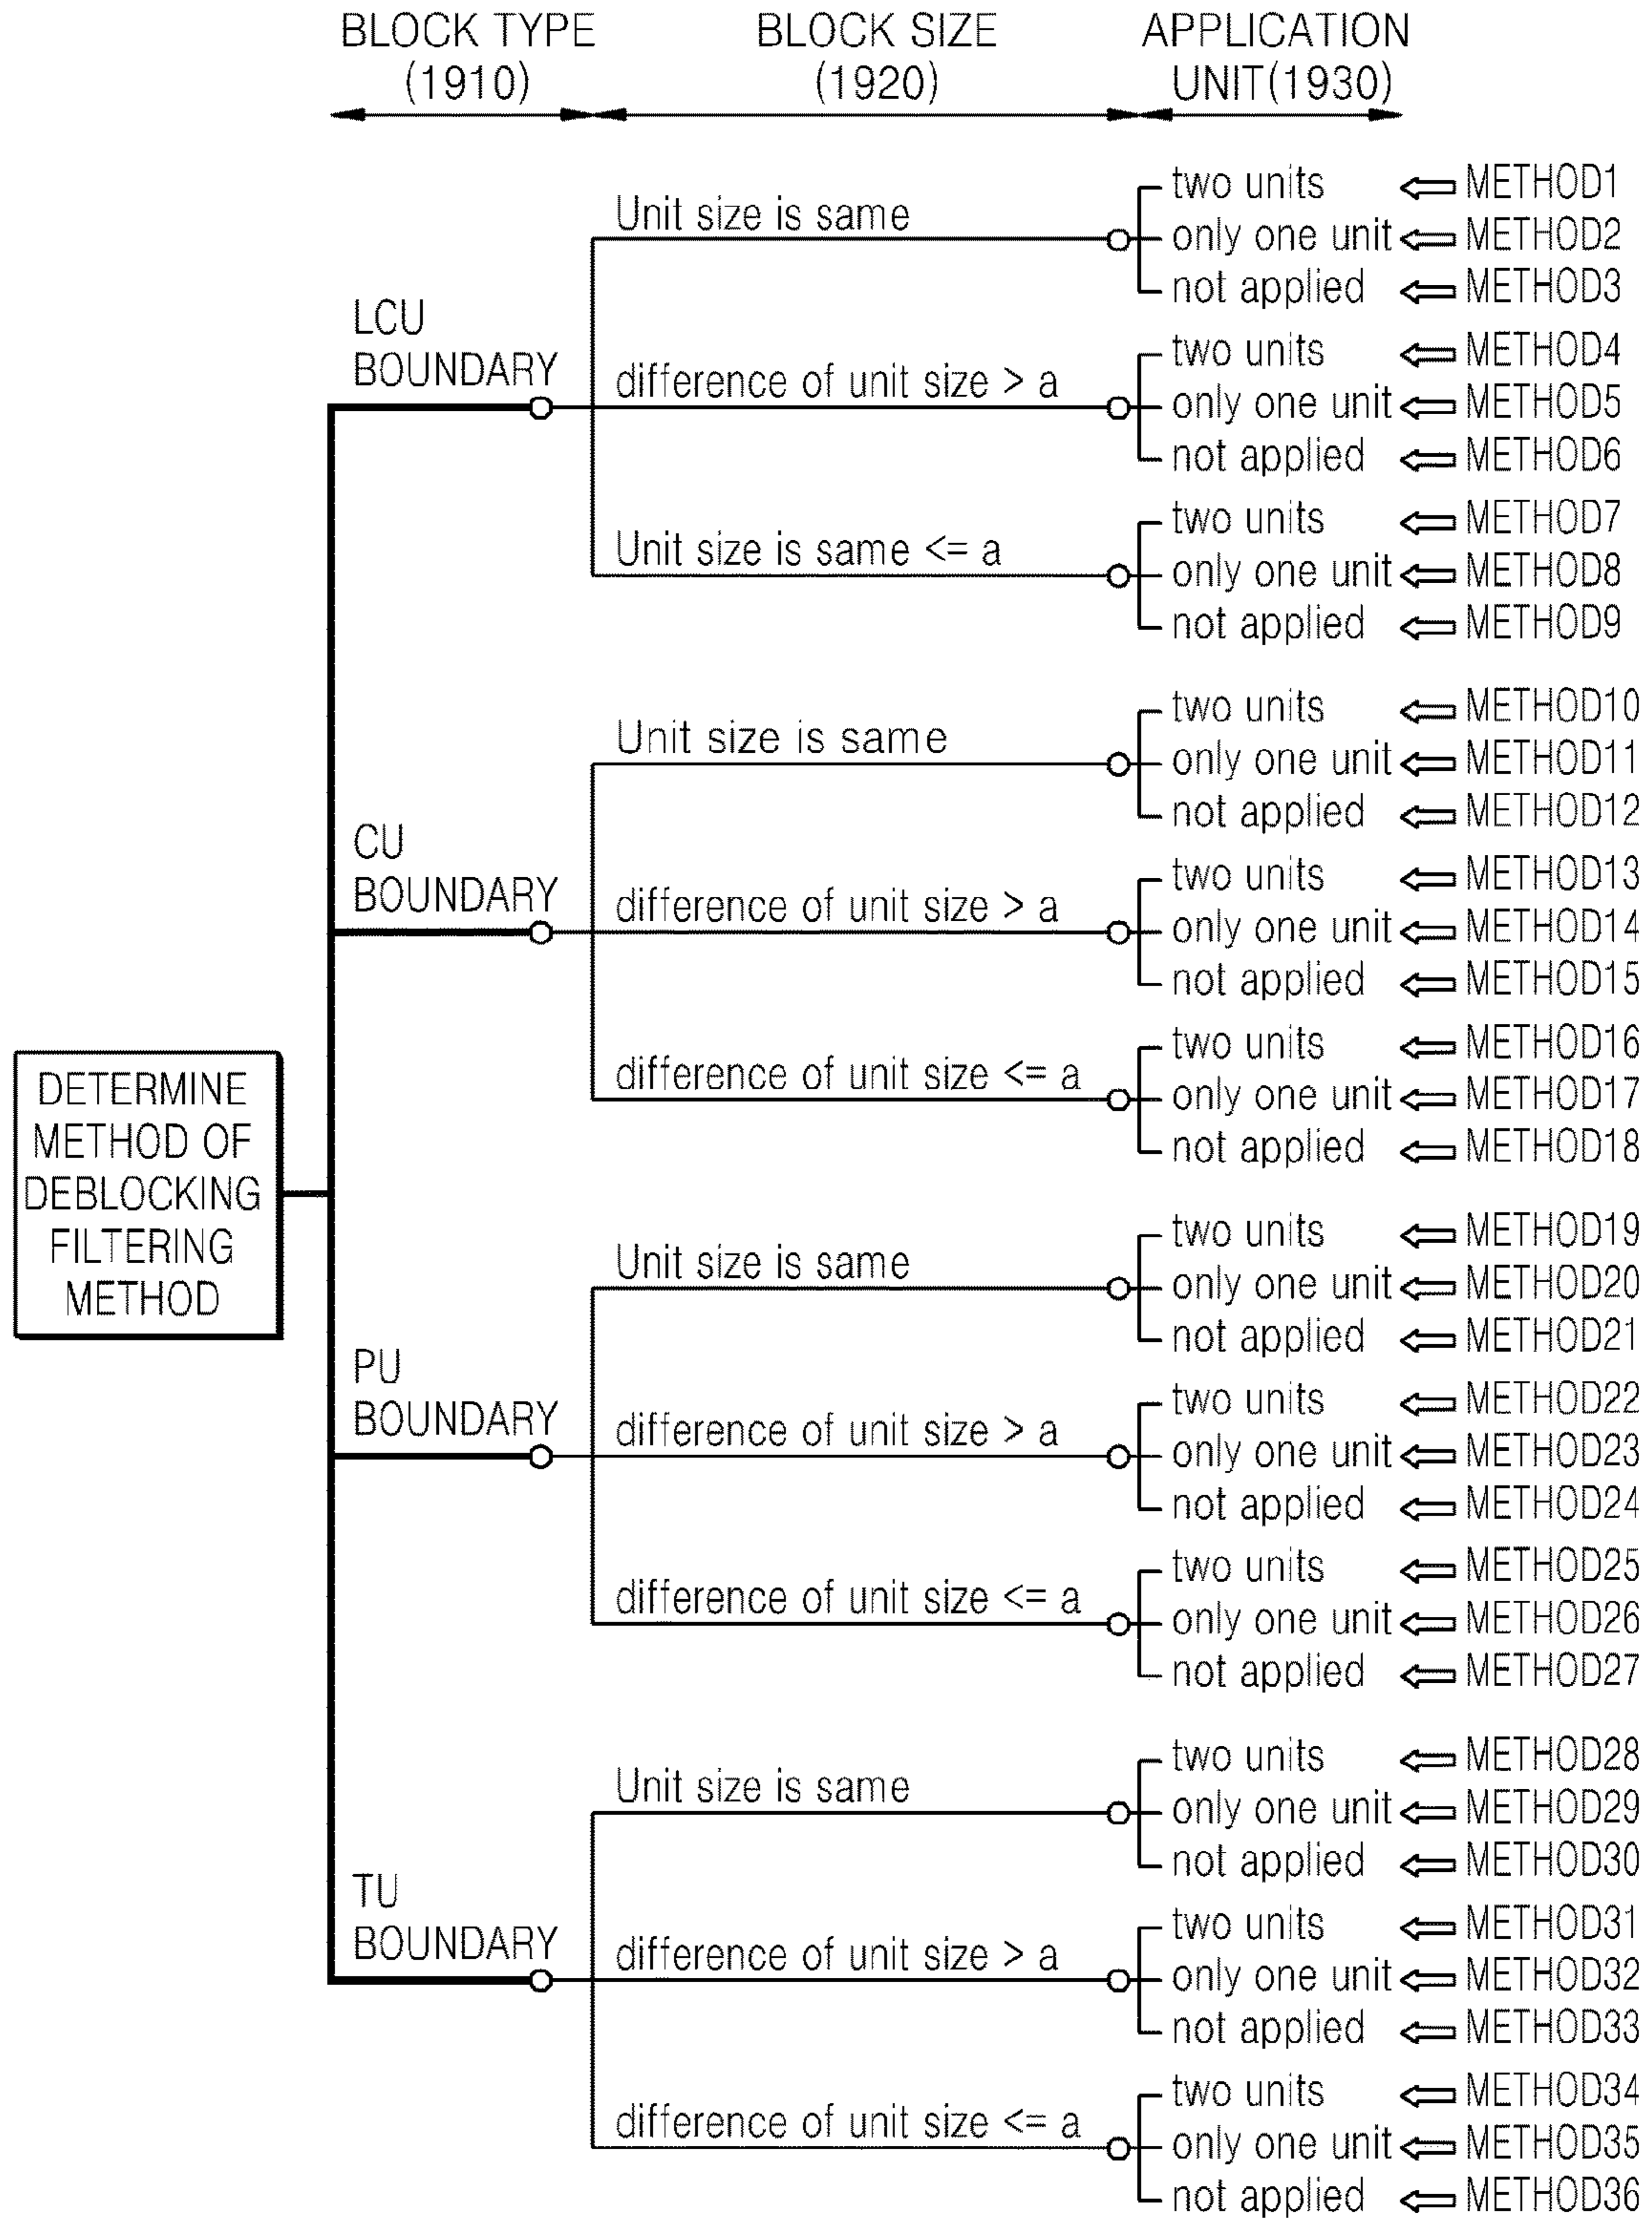 BLOCK TYPE
(1910)
BLOCK SIZE
(1920)
APPLICATION
UNIT(1930)
DETERMINE
METHOD OF
DEBLOCKING
FILTERING
METHOD
LCU
BOUNDARY
Unit size is same
two units METHOD1
only one unit METHOD2
not applied METHOD3
difference of unit size > a
two units METHOD4
only one unit METHOD5
not applied METHOD6
Unit size is same <= a
two units METHOD7
only one unit METHOD8
not applied METHOD9
CU
BOUNDARY
Unit size is same
two units METHOD10
only one unit METHOD11
not applied METHOD12
difference of unit size > a
two units METHOD13
only one unit METHOD14
not applied METHOD15
difference of unit size <= a
two units METHOD16
only one unit METHOD17
not applied METHOD18
PU
BOUNDARY
Unit size is same
two units METHOD19
only one unit METHOD20
not applied METHOD21
difference of unit size > a
two units METHOD22
only one unit METHOD23
not applied METHOD24
difference of unit size <= a
two units METHOD25
only one unit METHOD26
not applied METHOD27
TU
BOUNDARY
Unit size is same
two units METHOD28
only one unit METHOD29
not applied METHOD30
difference of unit size > a
two units METHOD31
only one unit METHOD32
not applied METHOD33
difference of unit size <= a
two units METHOD34
only one unit METHOD35
not applied METHOD36